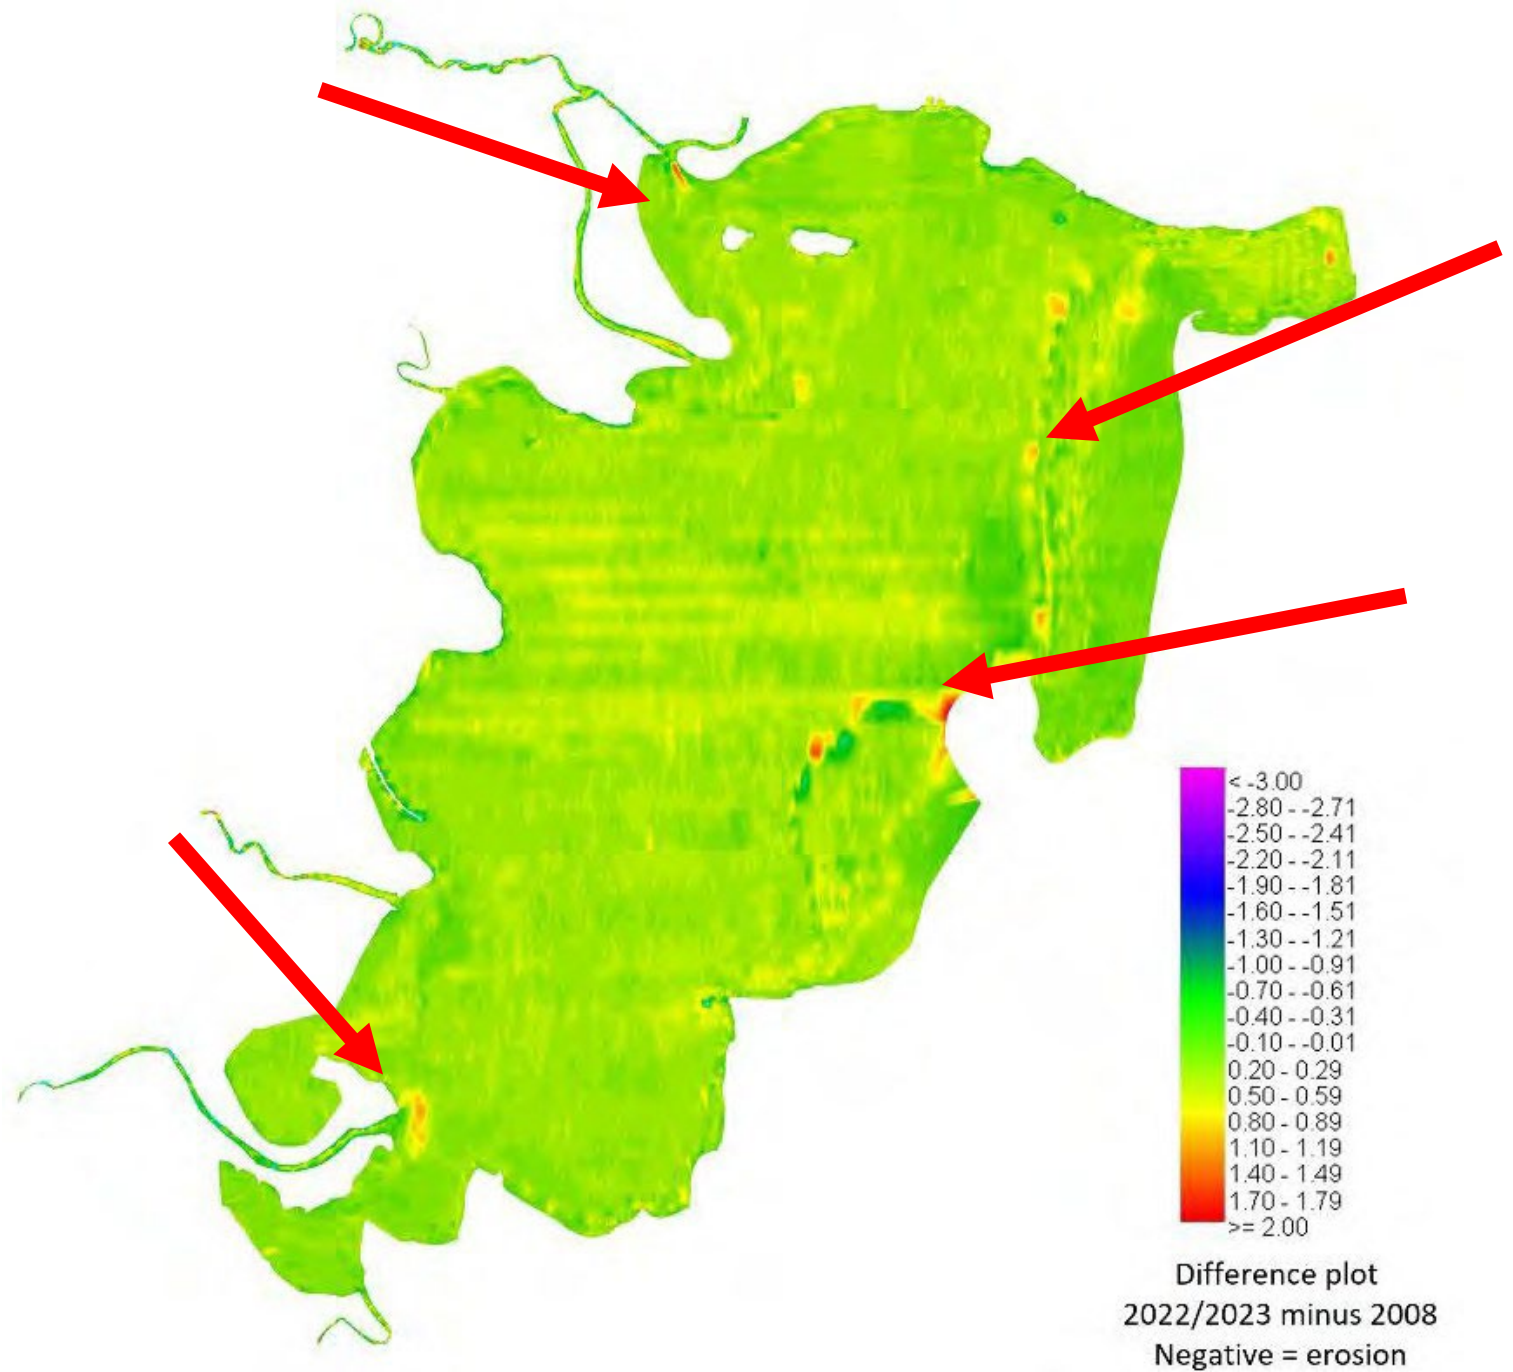 < -3.00
-2.80 - -2.71
-2.50 - -2.41
-2.20 - -2.11
-1.90 - -1.81
-1.60 - -1.51
-1.30 - -1.21
-1.00 - -0.91
-0.70 - -0.61
-0.40 - -0.31
-0.10 - -0.01
0.20 - 0.29
0.50 - 0.59
0.80 - 0.89
1.10 - 1.19
1.40 - 1.49
1.70 - 1.79
>= 2.00
Difference plot
2022/2023 minus 2008
Negative = erosion